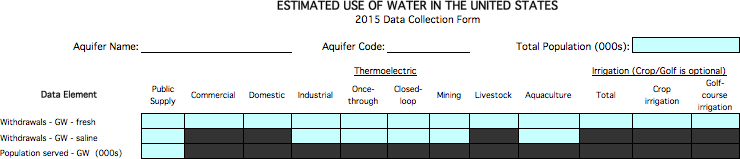 ESTIMATED USE OF WATER IN THE UNITED STATES
2015 Data Collection Form
Aquifer Name: Aquifer Code: Total Population (000s):
Thermoelectric Irrigation (Crop/Golf is optional)
Data Element Public Supply Commercial Domestic Industrial Once-through Closed-loop Mining Livestock Aquaculture Total Crop irrigation Golf-course irrigation
Withdrawals - GW - fresh
Withdrawals - GW - saline
Population served - GW (000s)